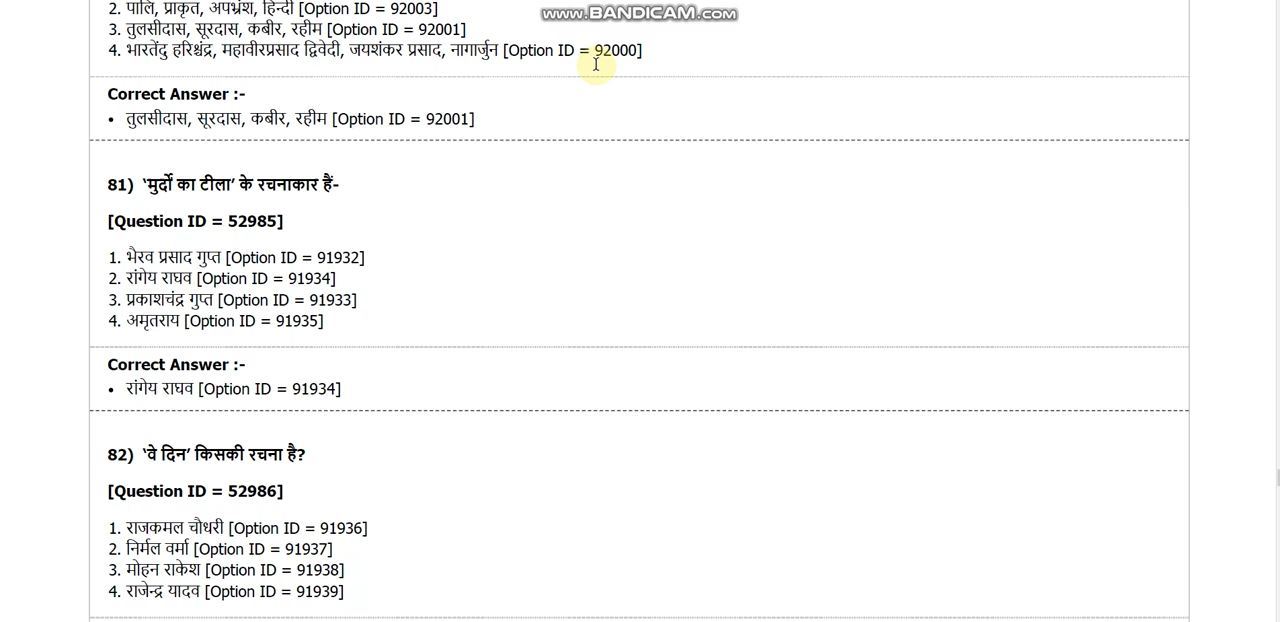 www.BANDICAM.com
2. पालि, प्राकृत, अपभ्रंश, हिन्दी [Option ID = 92003]
3. तुलसीदास, सूरदास, कबीर, रहीम [Option ID = 92001]
4. भारतेंदु हरिश्चंद्र, महावीरप्रसाद द्विवेदी, जयशंकर प्रसाद, नागार्जुन [Option ID = 92000]
Correct Answer :-
• तुलसीदास, सूरदास, कबीर, रहीम [Option ID = 92001]
81) ‘मुर्दों का टीला’ के रचनाकार हैं-
[Question ID = 52985]
1. भैरव प्रसाद गुप्त [Option ID = 91932]
2. रांगेय राघव [Option ID = 91934]
3. प्रकाशचंद्र गुप्त [Option ID = 91933]
4. अमृतराय [Option ID = 91935]
Correct Answer :-
• रांगेय राघव [Option ID = 91934]
82) ‘वे दिन’ किसकी रचना है?
[Question ID = 52986]
1. राजकमल चौधरी [Option ID = 91936]
2. निर्मल वर्मा [Option ID = 91937]
3. मोहन राकेश [Option ID = 91938]
4. राजेन्द्र यादव [Option ID = 91939]